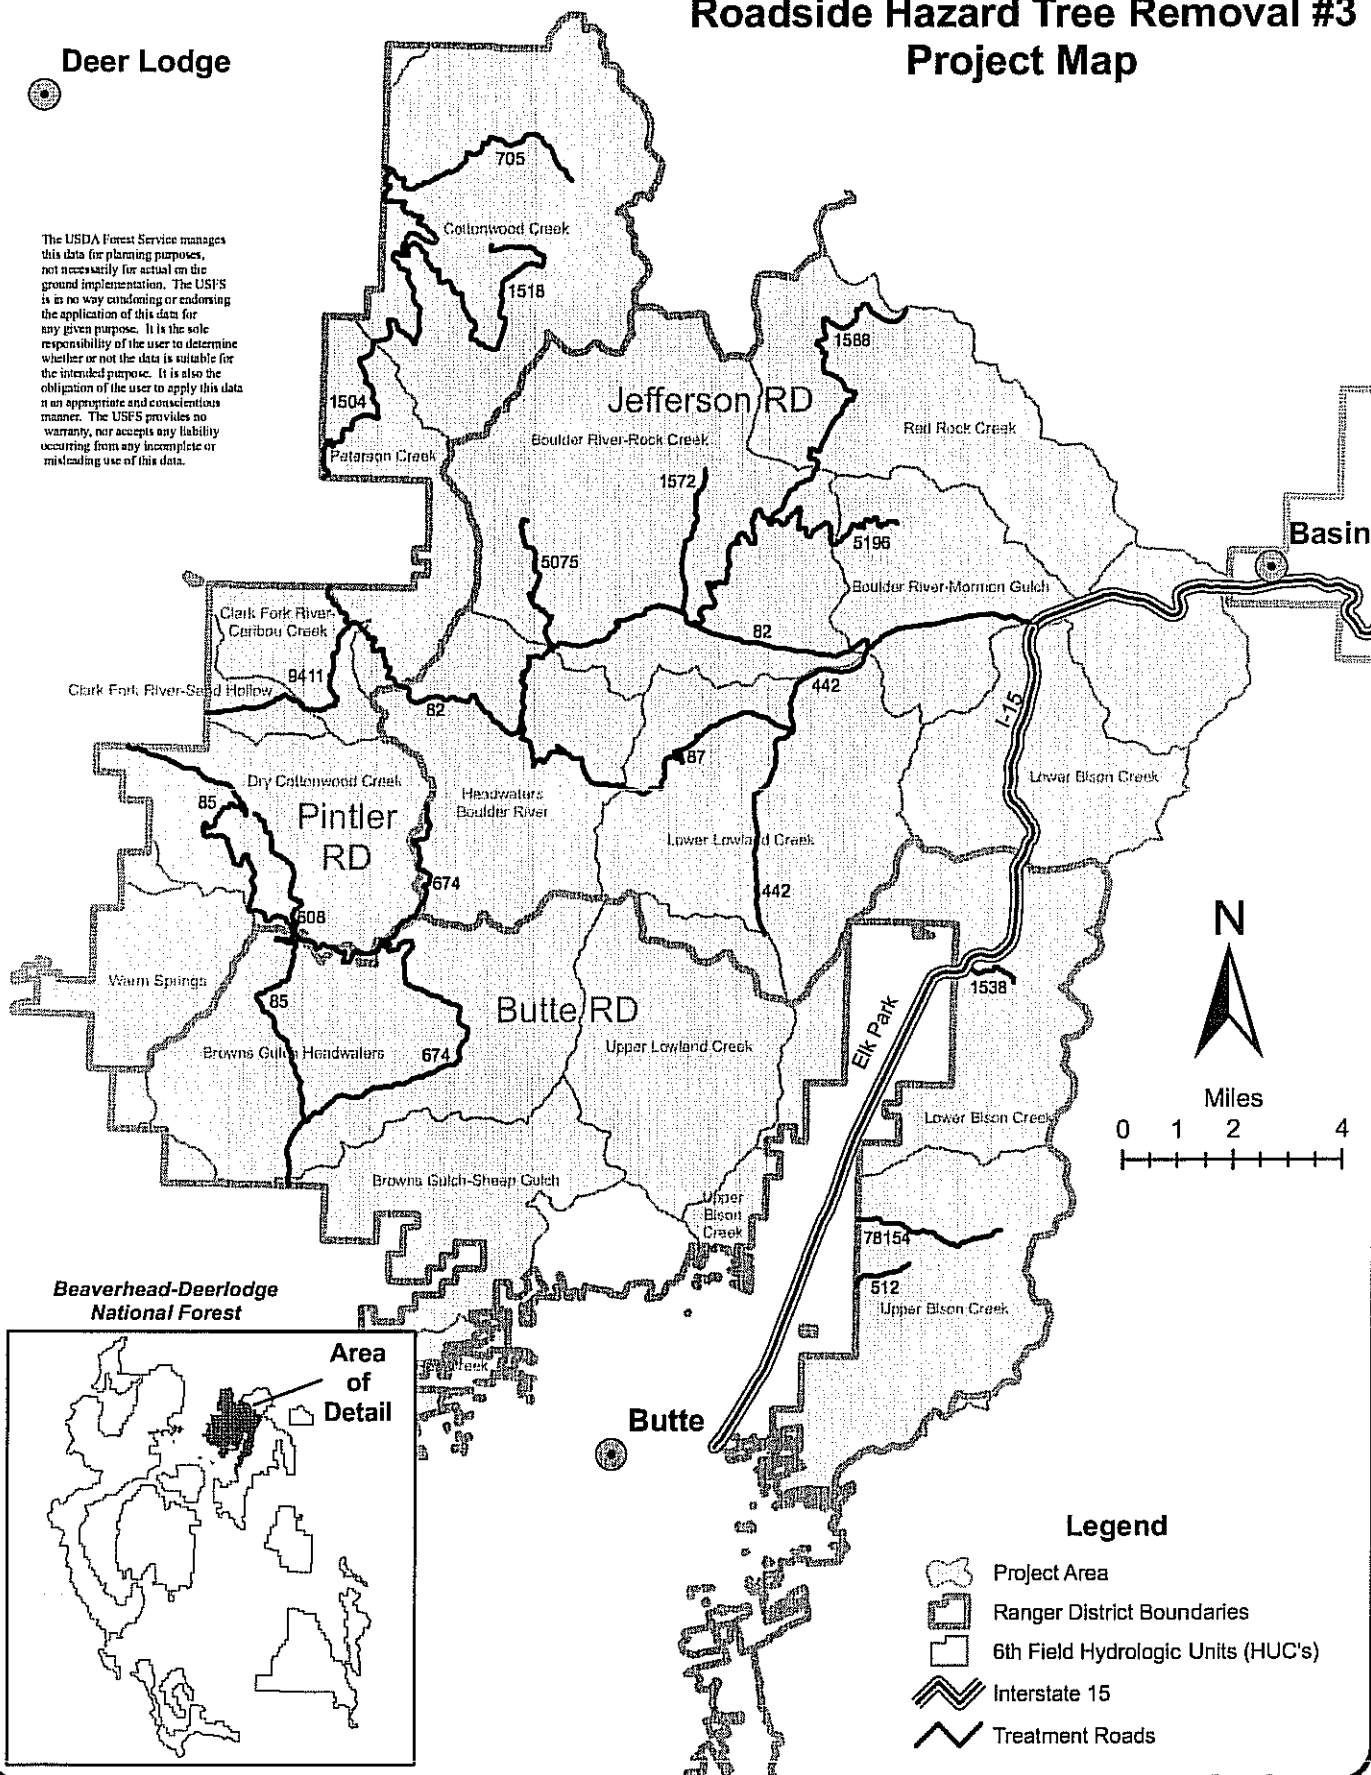 Roadside Hazard Tree Removal #3
Project Map
Deer Lodge
705
Cottonwood Creek
The USDA Forest Service manages
this data for planning purposes,
not necessarily for actual on the
ground implementation. The USFS
is in no way condoning or endorsing
the application of this data for
any given purpose. It is the sole
responsibility of the user to determine
whether or not the data is suitable for
the intended purpose. It is also the
obligation of the user to apply this data
n an appropriate and conscientious
manner. The USFS provides no
warranty, nor accepts any liability
occurring from any incomplete or
misleading use of this data.
1518
1588
1504
Jefferson RD
Boulder River-Rock Creek
Red Rock Creek
Peterson Creek
1572
Basin
5196
5075
Boulder River-Mormon Gulch
Clark Fork River-
Caribou Creek
82
9411
442
Clark Fork River-Sand Hollow
82
I-15
87
Lower Bison Creek
Dry Cottonwood Creek
85
Headwaters
Boulder River
Pintler
RD
Lower Lowland Creek
674
442
608
N
Warm Springs
1538
85
Butte RD
Elk Park
Browns Gulch Headwaters
674
Upper Lowland Creek
Miles
0 1 2 4
Lower Bison Creek
Browns Gulch-Sheep Gulch
Upper
Bison
Creek
78154
512
Upper Bison Creek
Beaverhead-Deerlodge
National Forest
Area
of
Detail
Butte
Legend
Project Area
Ranger District Boundaries
6th Field Hydrologic Units (HUC's)
Interstate 15
Treatment Roads